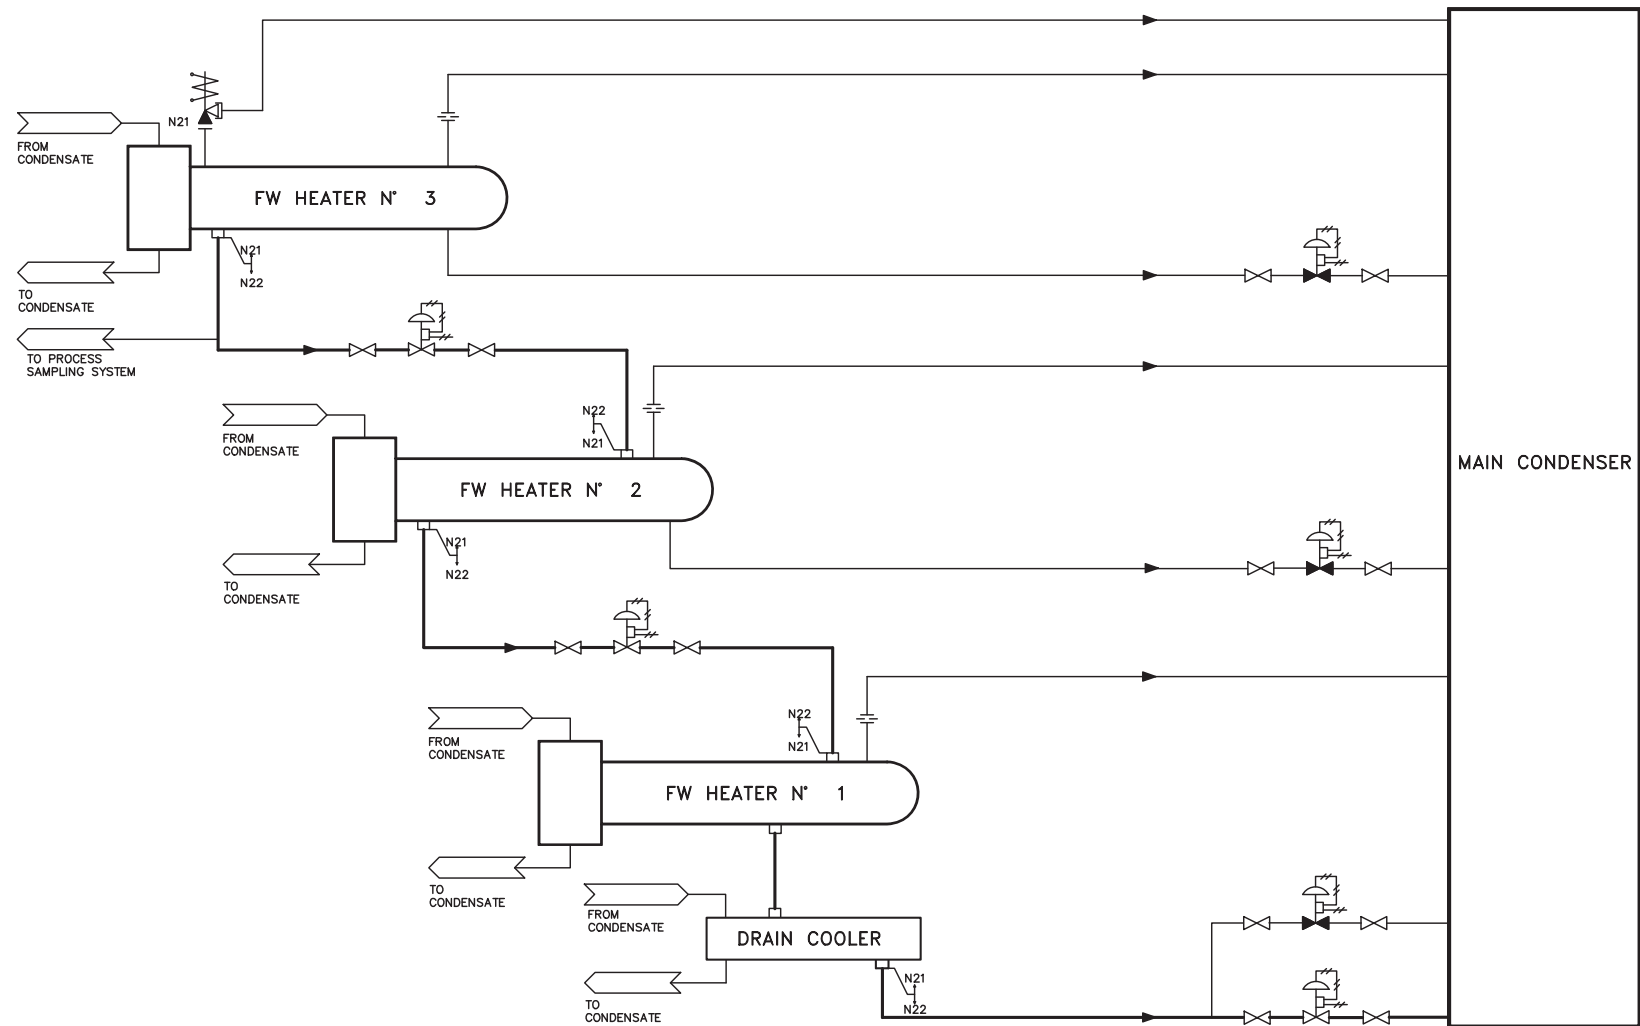 N21
FROM
CONDENSATE
FW HEATER N° 3
N21
N22
TO
CONDENSATE
TO PROCESS
SAMPLING SYSTEM
FROM
CONDENSATE
N22
N21
MAIN CONDENSER
FW HEATER N° 2
N21
N22
TO
CONDENSATE
FROM
CONDENSATE
N22
N21
FW HEATER N° 1
TO
CONDENSATE
FROM
CONDENSATE
DRAIN COOLER
N21
N22
TO
CONDENSATE